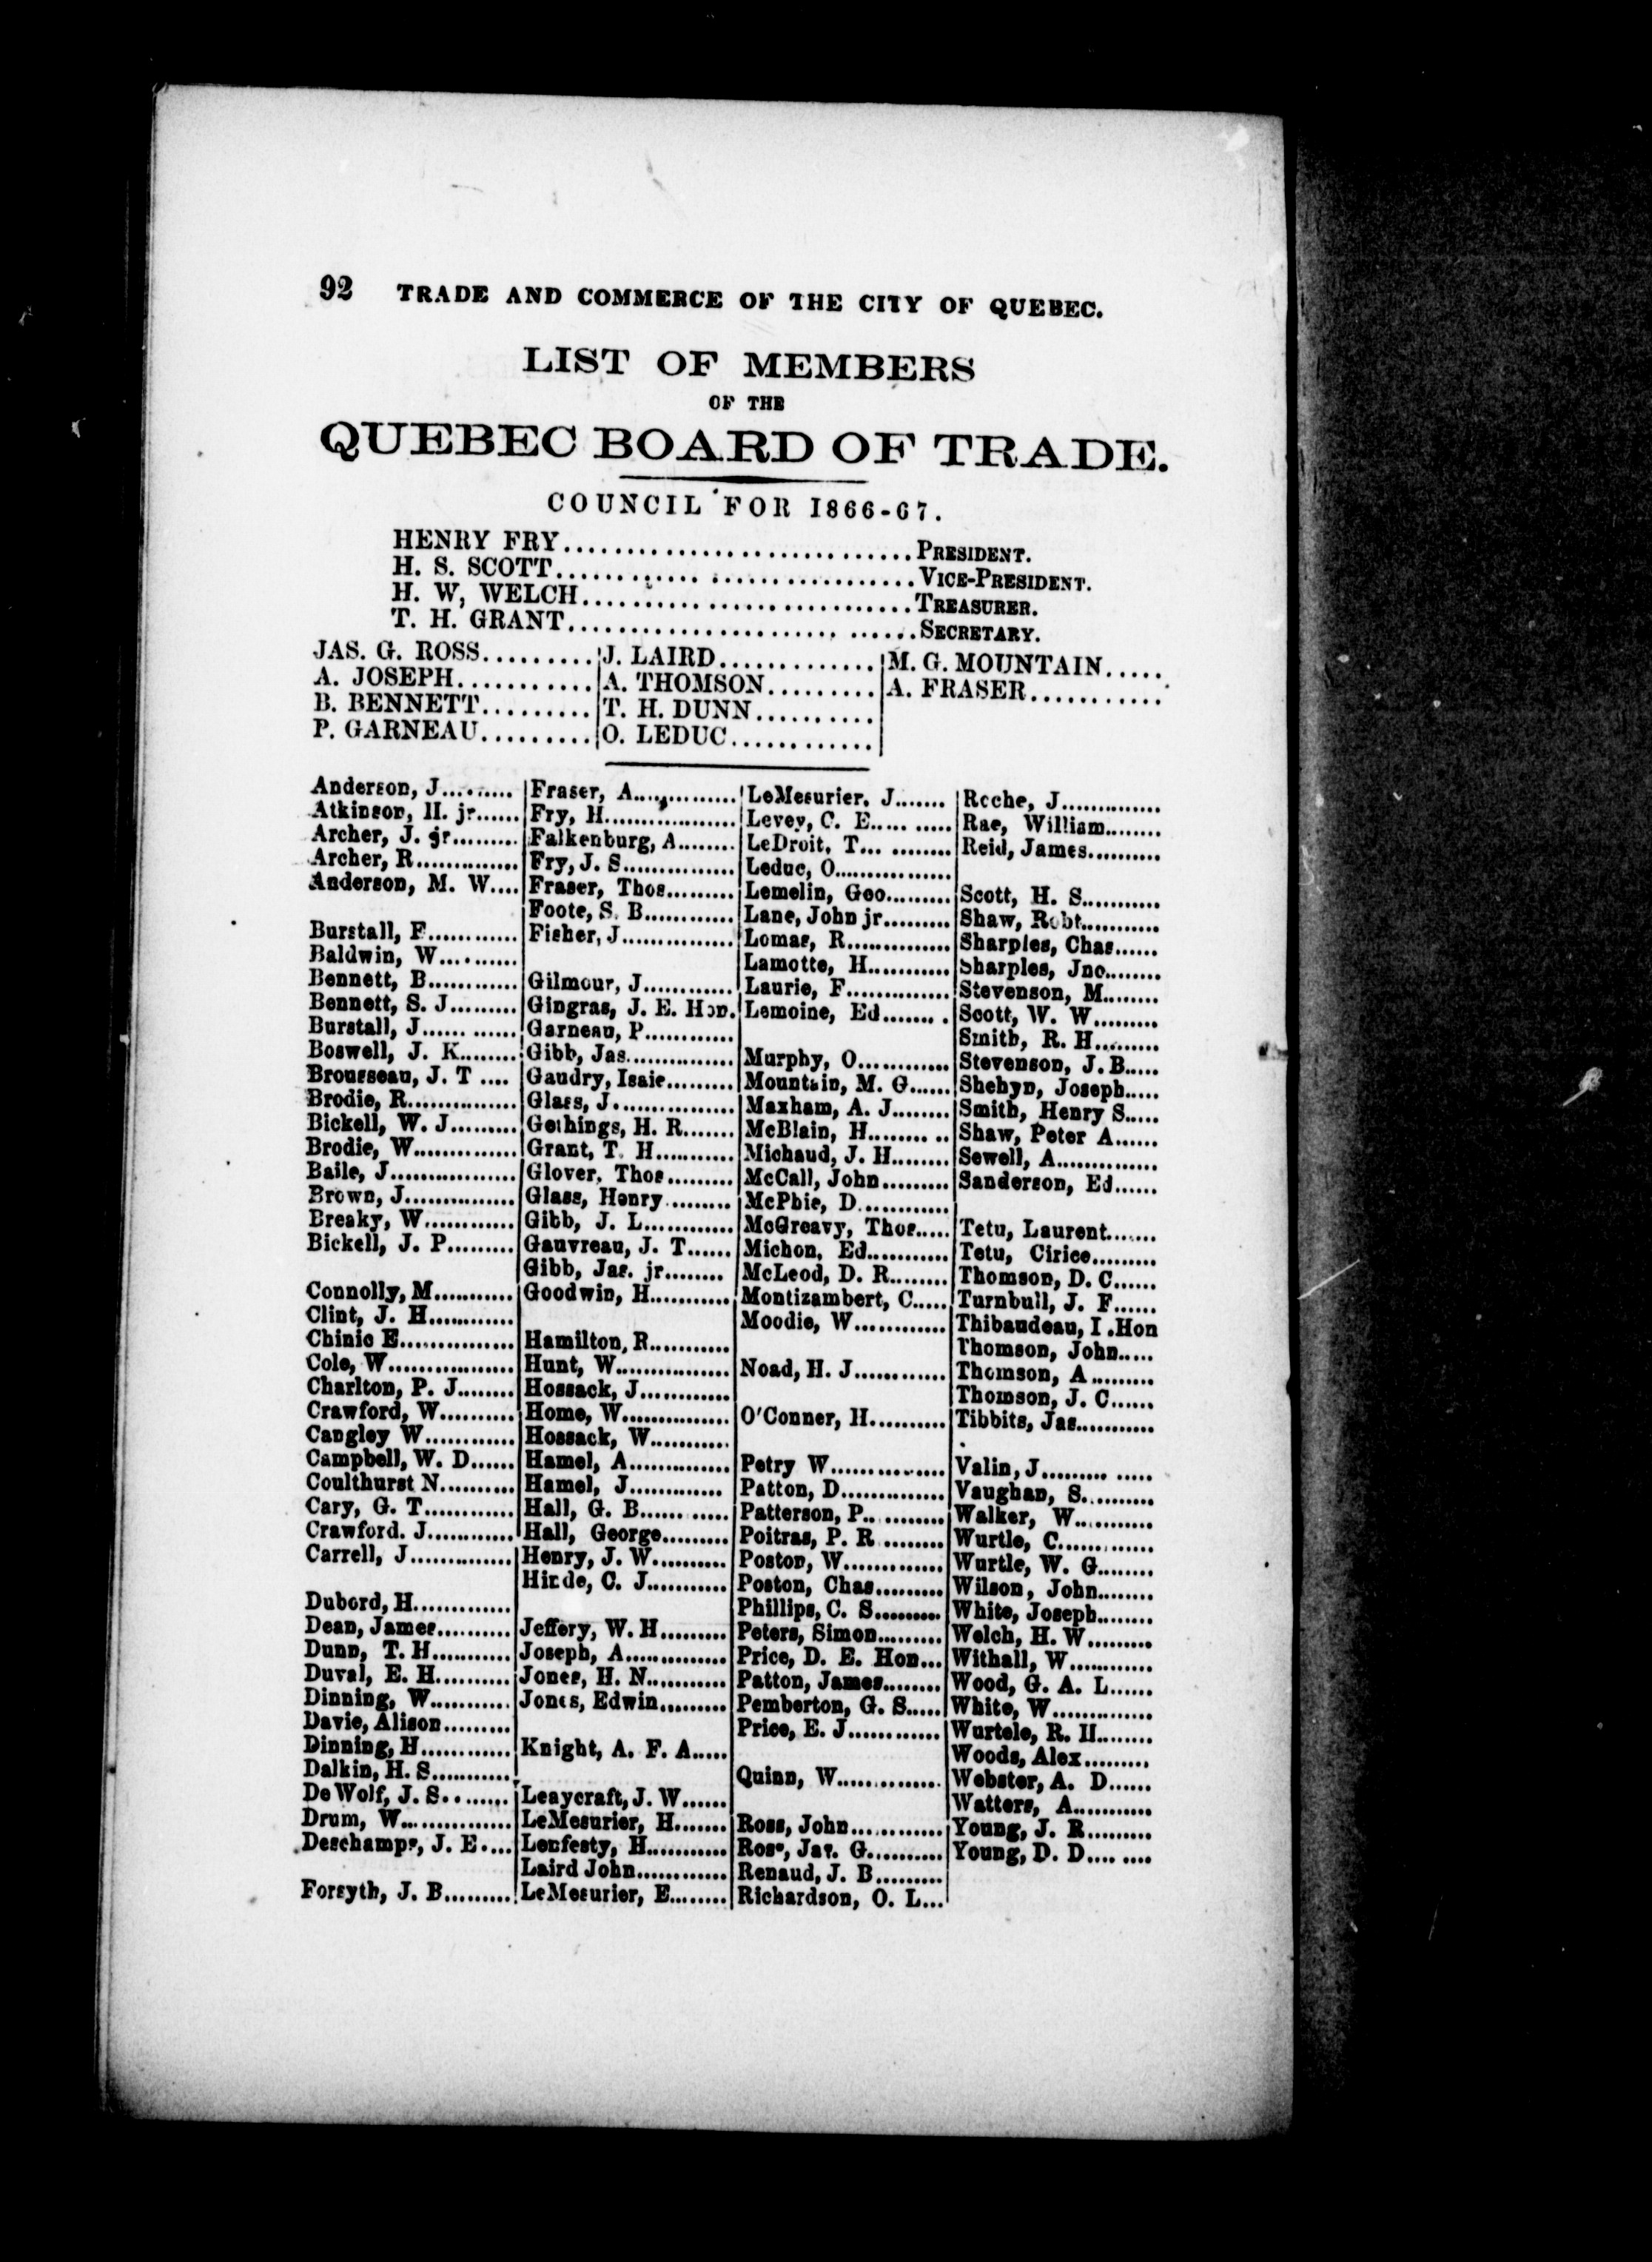 92 TRADE AND COMMERCE OF THE CITY OF QUEBEC.
LIST OF MEMBERS
OF THE
QUEBEC BOARD OF TRADE.
COUNCIL FOR 1866-67.
HENRY FRY..............................PRESIDENT.
H. S. SCOTT..............................VICE-PRESIDENT.
H. W, WELCH..............................TREASURER.
T. H. GRANT..............................SECRETARY.
JAS. G. ROSS.........
A. JOSEPH...........
B. BENNETT.........
P. GARNEAU.........
J. LAIRD.............
A. THOMSON.........
T. H. DUNN..........
O. LEDUC............
M. G. MOUNTAIN.....
A. FRASER...........
Anderson, J.........
Atkinson, H. jr......
Archer, J. jr.........
Archer, R..............
Anderson, M. W....
Burstall, F............
Baldwin, W..........
Bennett, B............
Bennett, S. J.........
Burstall, J............
Boswell, J. K........
Brousseau, J. T ....
Brodie, R...............
Bickell, W. J.........
Brodie, W..............
Baile, J.................
Brown, J...............
Breaky, W............
Bickell, J. P.........
Connolly, M...........
Clint, J. H............
Chinic E...............
Cole, W.................
Charlton, P. J........
Crawford, W..........
Cangley W............
Campbell, W. D......
Coulthurst N..........
Cary, G. T............
Crawford. J............
Carrell, J..............
Dubord, H.............
Dean, James..........
Dunn, T. H...........
Duval, E. H..........
Dinning, W...........
Davie, Alison.........
Dinning, H............
Dalkin, H. S...........
DeWolf, J. S........
Drum, W...............
Deschamps, J. E....
Forsyth, J. B.........
Fraser, A..............
Fry, H..................
Falkenburg, A........
Fry, J. S...............
Fraser, Thos.........
Foote, S. B............
Fisher, J...............
Gilmour, J............
Gingras, J. E. Hon.
Garneau, P............
Gibb, Jas...............
Gaudry, Isaie.........
Glass, J................
Gethings, H. R.......
Grant, T. H...........
Glover, Thos.........
Glass, Henry.........
Gibb, J. L............
Gauvreau, J. T......
Gibb, Jas. jr........
Goodwin, H...........
Hamilton, R...........
Hunt, W................
Hossack, J............
Home, W...............
Hossack, W...........
Hamel, A..............
Hamel, J.............
Hall, G. B............
Hall, George.........
Henry, J. W..........
Hinde, C. J...........
Jeffery, W. H.........
Joseph, A..............
Jones, H. N...........
Jones, Edwin.........
Knight, A. F. A.....
Leaycraft, J. W......
LeMesurier, H.......
Lenfesty, H...........
Laird John............
LeMesurier, E........
LeMesurier. J.......
Levey, C. E..........
LeDroit, T............
Leduc, O................
Lemelin, Geo.........
Lane, John jr.........
Lomas, R..............
Lamotte, H...........
Laurie, F..............
Lemoine, Ed........
Murphy, O............
Mountain, M. G......
Maxham, A. J........
McBlain, H..........
Michaud, J. H........
McCall, John.........
McPhie, D............
McGreavy, Thos.....
Michon, Ed...........
McLeod, D. R........
Montizambert, C.....
Moodie, W............
Noad, H. J............
O'Conner, H..........
Petry W...............
Patton, D..............
Patterson, P..........
Poitras, P. R.........
Poston, W.............
Poston, Chas.........
Phillips, C. S.........
Peters, Simon.........
Price, D. E. Hon...
Patton, James........
Pemberton, G. S.....
Price, E. J............
Quinn, W..............
Ross, John............
Ross, Jas. G..........
Renaud, J. B.........
Richardson, O. L...
Roche, J..............
Rae, William........
Reid, James..........
Scott, H. S...........
Shaw, Robt...........
Sharples, Chas......
Sharples, Jno........
Stevenson, M........
Scott, W. W.........
Smith, R. H.........
Stevenson, J. B.....
Shehyn, Joseph.....
Smith, Henry S.....
Shaw, Peter A......
Sewell, A..............
Sanderson, Ed......
Tetu, Laurent.......
Tetu, Cirice.........
Thomson, D. C......
Turnbull, J. F......
Thibaudeau, I .Hon
Thomson, John.....
Thomson, A.........
Thomson, J. C......
Tibbits, Jas...........
Valin, J..............
Vaughan, S..........
Walker, W...........
Wurtle, C.............
Wurtle, W. G........
Wilson, John........
White, Joseph.......
Welch, H. W.........
Withall, W............
Wood, G. A. L......
White, W..............
Wurtele, R. H........
Woods, Alex.........
Webster, A. D......
Watters, A...........
Young, J. R.........
Young, D. D........